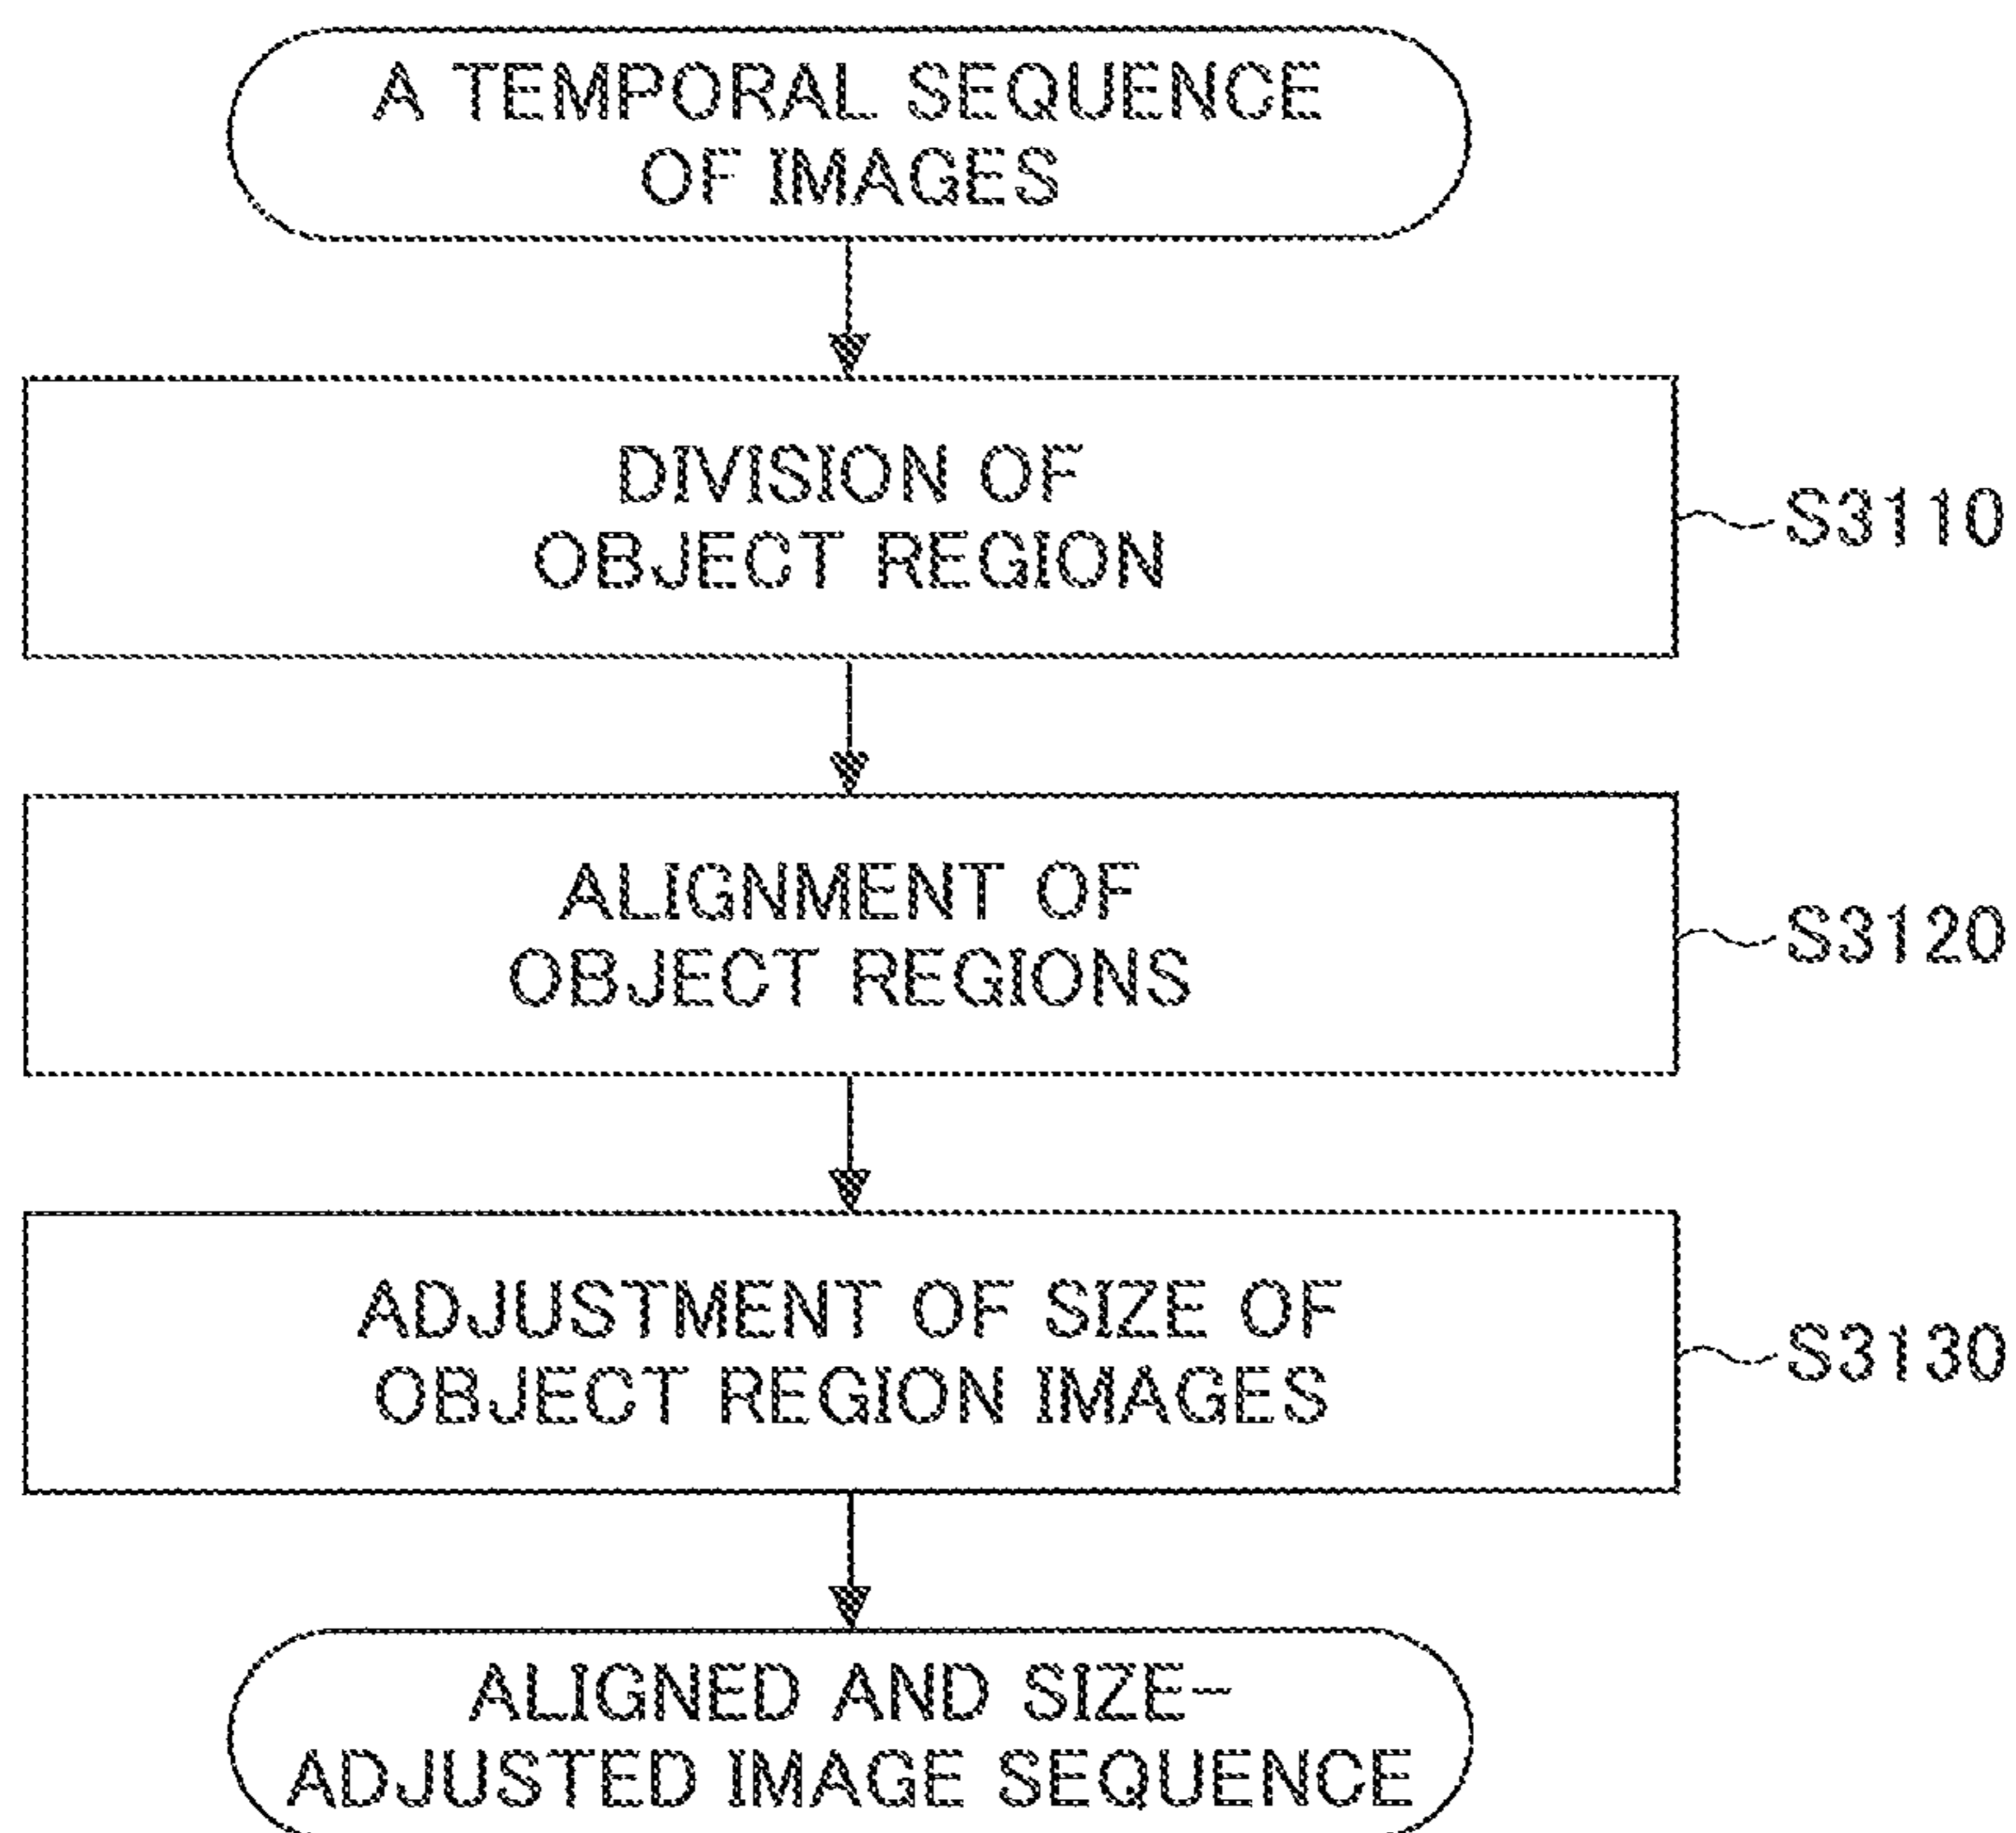 A TEMPORAL SEQUENCE
OF IMAGES
DIVISION OF
OBJECT REGION
S3110
ALIGNMENT OF
OBJECT REGIONS
S3120
ADJUSTMENT OF SIZE OF
OBJECT REGION IMAGES
S3130
ALIGNED AND SIZE-
ADJUSTED IMAGE SEQUENCE